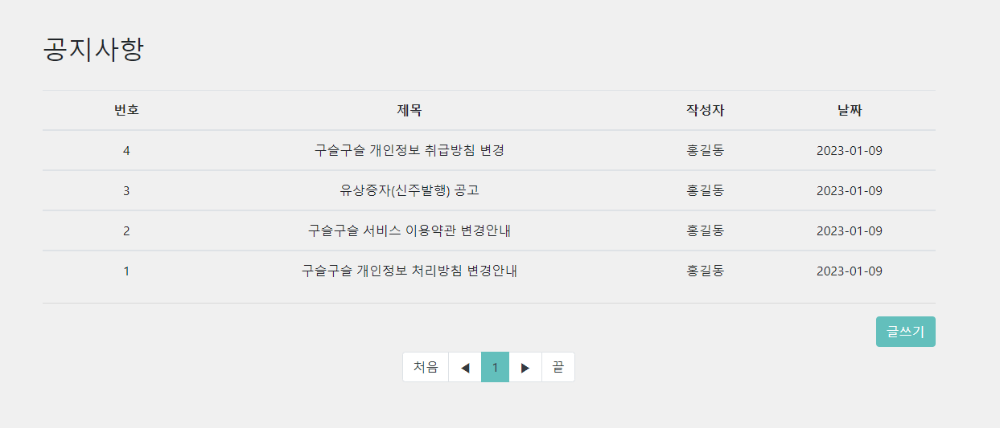 공지사항
번호 제목 작성자 날짜
4 구슬구슬 개인정보 취급방침 변경 홍길동 2023-01-09
3 유상증자(신주발행) 공고 홍길동 2023-01-09
2 구슬구슬 서비스 이용약관 변경안내 홍길동 2023-01-09
1 구슬구슬 개인정보 처리방침 변경안내 홍길동 2023-01-09
글쓰기
처음 ◀ 1 ▶ 끝